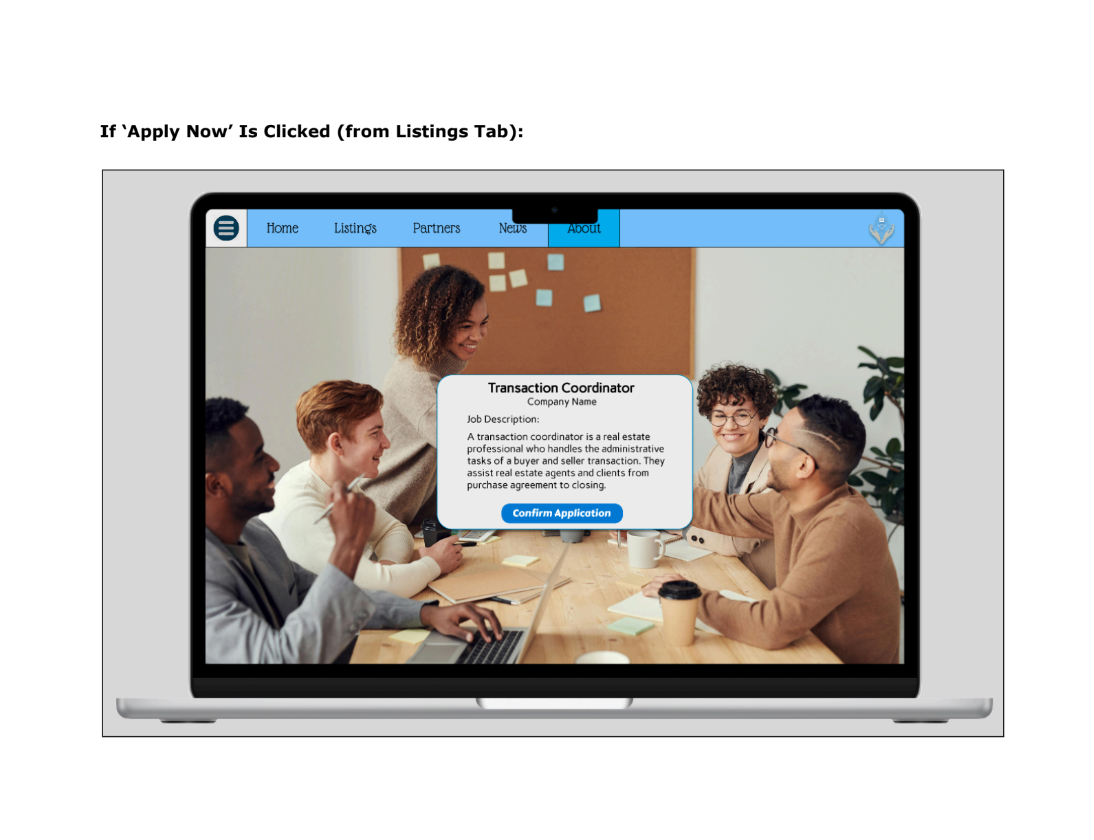 If ‘Apply Now’ Is Clicked (from Listings Tab):
Home Listings Partners News About
Transaction Coordinator
Company Name
Job Description:
A transaction coordinator is a real estate
professional who handles the administrative
tasks of a buyer and seller transaction. They
assist real estate agents and clients from
purchase agreement to closing.
Confirm Application